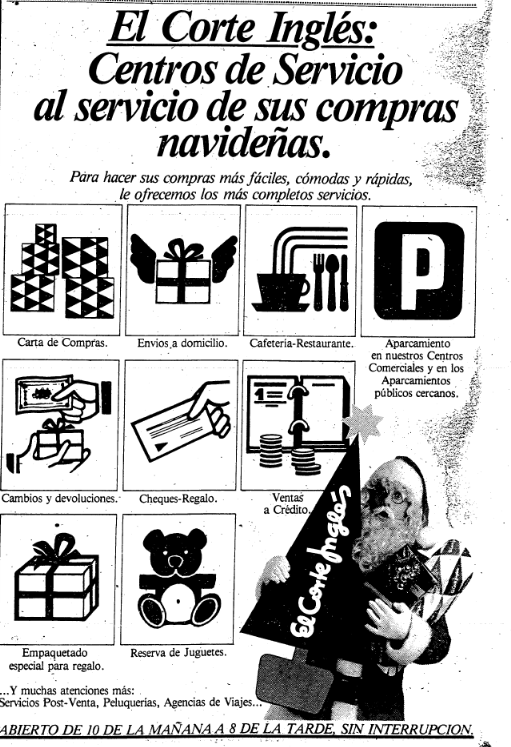 El Corte Inglés:
Centros de Servicio
al servicio de sus compras
navideñas.
Para hacer sus compras más fáciles, cómodas y rápidas,
le ofrecemos los más completos servicios.
P
Carta de Compras.
Envios a domicilio.
Cafetería-Restaurante.
Aparcamiento
en nuestros Centros
Comerciales y en los
Aparcamientos
públicos cercanos.
1=
Cambios y devoluciones.
Cheques-Regalo.
Ventas
a Crédito.
El Corte Inglés
Empaquetado
especial para regalo.
Reserva de Juguetes.
...Y muchas atenciones más:
Servicios Post-Venta, Peluquerías, Agencias de Viajes...
ABIERTO DE 10 DE LA MAÑANA A 8 DE LA TARDE, SIN INTERRUPCION.